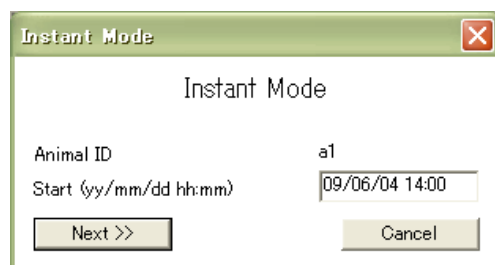 Instant Mode
Instant Mode
Animal ID a1
Start (yy/mm/dd hh:mm) 09/06/04 14:00
Next >> Cancel